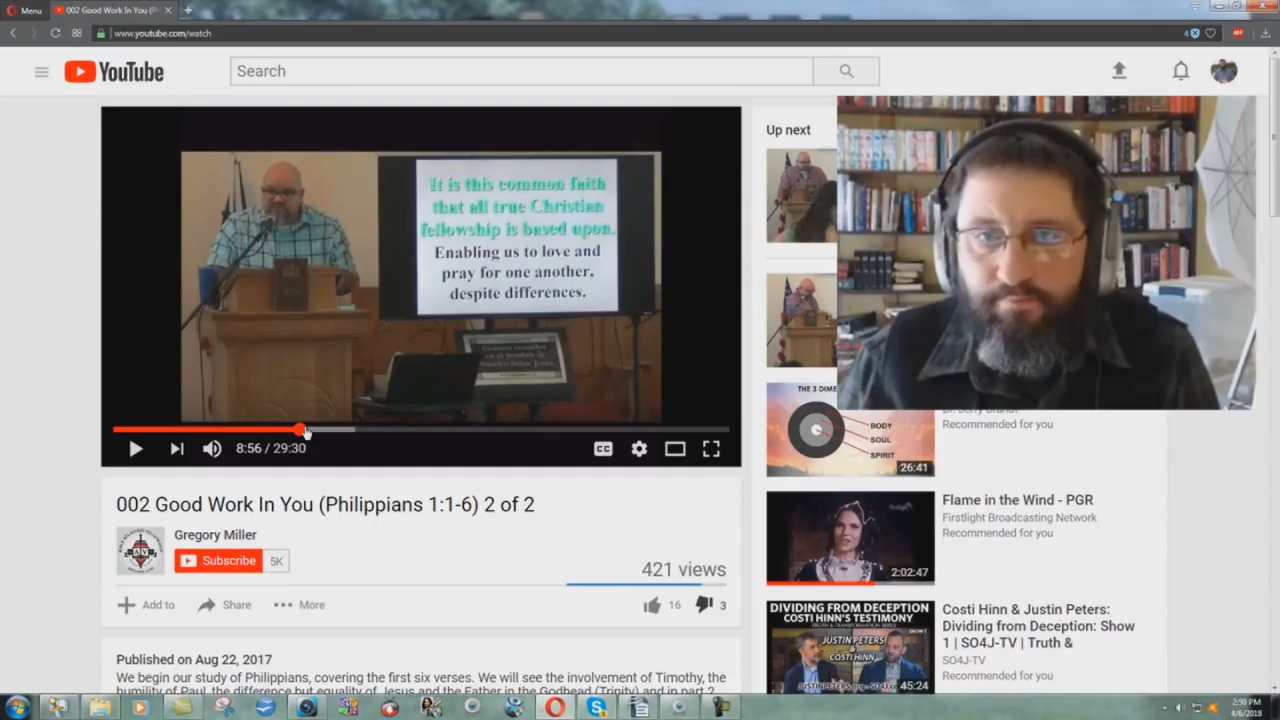 Menu
002 Good Work In You (P
www.youtube.com/watch
4
ABP
YouTube
Search
It is this common faith
that all true Christian
fellowship is based upon.
Enabling us to love and
pray for one another,
despite differences.
8:56 / 29:30
CC
002 Good Work In You (Philippians 1:1-6) 2 of 2
Gregory Miller
Subscribe 5K
421 views
Add to Share More
16 3
Published on Aug 22, 2017
We begin our study of Philippians, covering the first six verses. We will see the involvement of Timothy, the
humility of Paul, the difference but equality of Jesus and the Father in the Godhead (Trinity) and in part 2
Up next
THE 3 DIME
BODY
SOUL
SPIRIT
26:41
Recommended for you
2:02:47
Flame in the Wind - PGR
Firstlight Broadcasting Network
Recommended for you
DIVIDING FROM DECEPTION
COSTI HINN'S TESTIMONY
JUSTIN PETERS
& COSTI HINN
45:24
Costi Hinn & Justin Peters:
Dividing from Deception: Show
1 | SO4J-TV | Truth &
SO4J-TV
Recommended for you
2:50 PM
4/6/2018